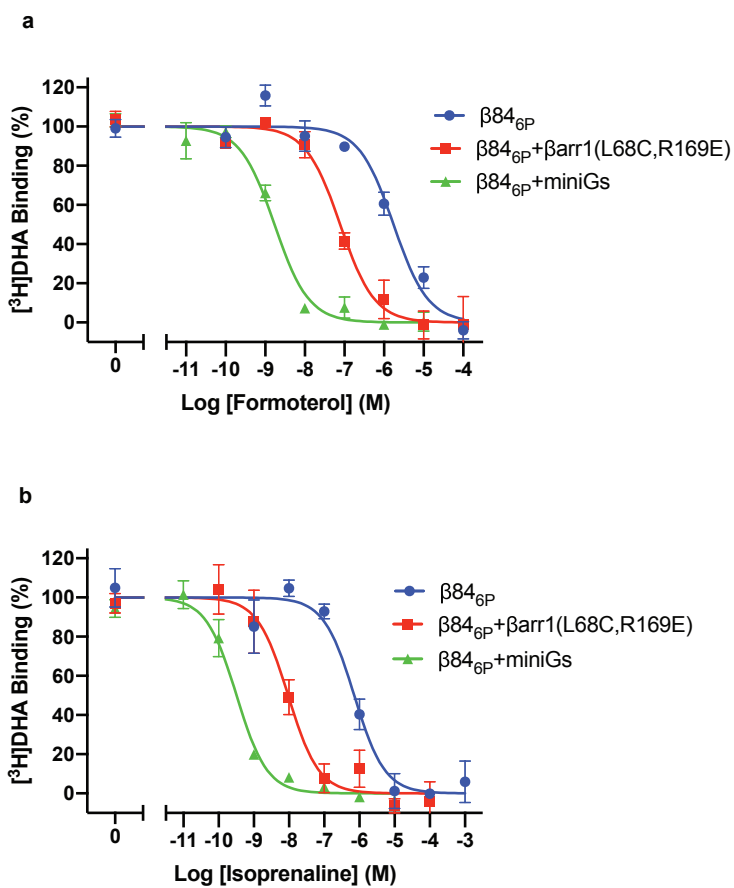 a
120
100
80
60
40
20
0
[³H]DHA Binding (%)
β84₆P
β84₆P+βarr1(L68C,R169E)
β84₆P+miniGs
0 -11 -10 -9 -8 -7 -6 -5 -4
Log [Formoterol] (M)
b
120
100
80
60
40
20
0
[³H]DHA Binding (%)
β84₆P
β84₆P+βarr1(L68C,R169E)
β84₆P+miniGs
0 -11 -10 -9 -8 -7 -6 -5 -4 -3
Log [Isoprenaline] (M)